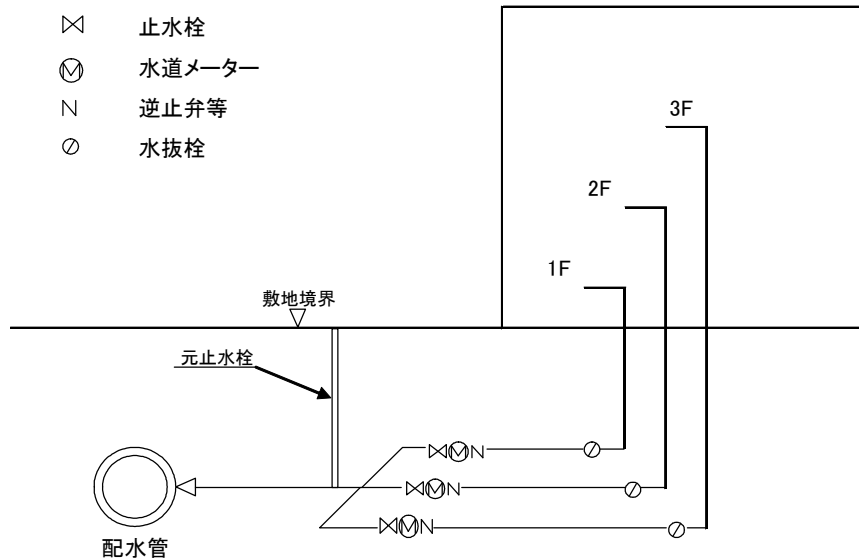 止水栓
水道メーター
逆止弁等
水抜栓
3F
2F
1F
敷地境界
元止水栓
配水管